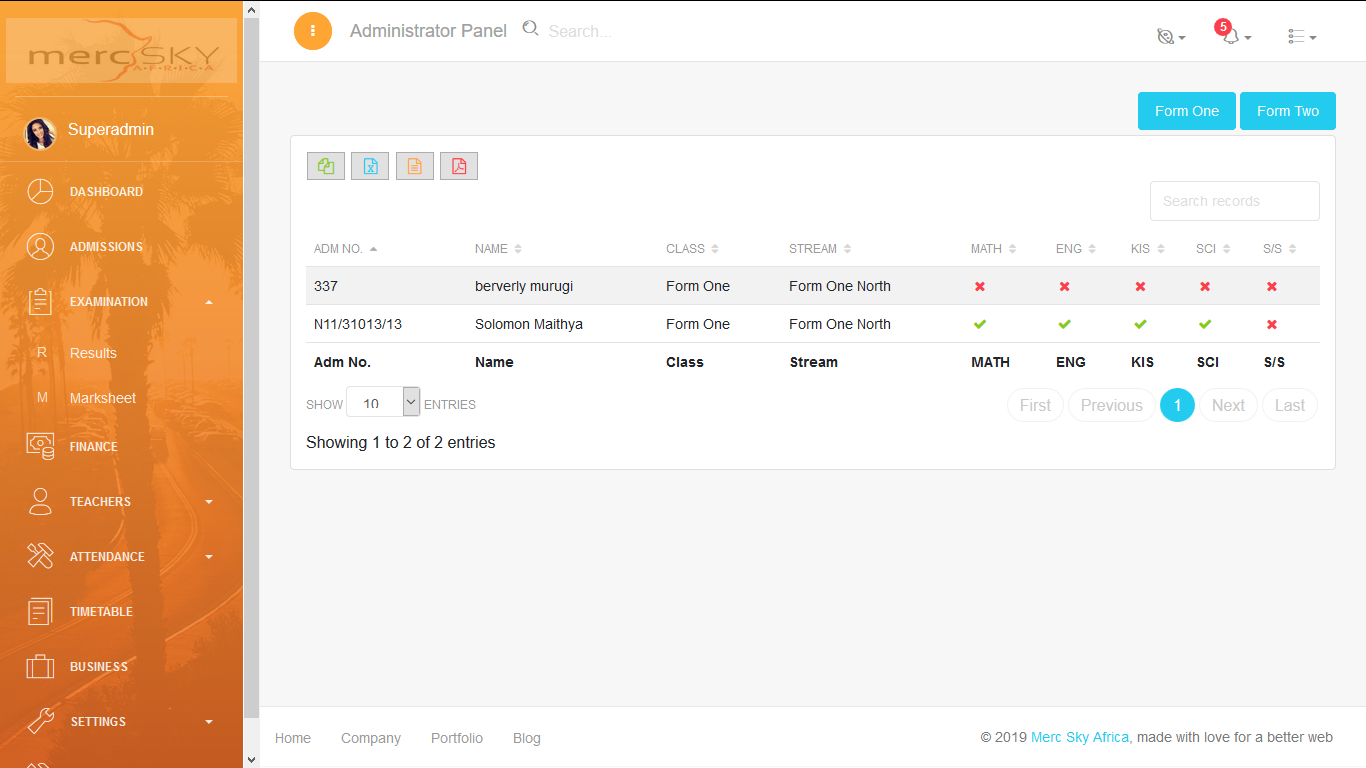 merc SKY
AFRICA
Superadmin
DASHBOARD
ADMISSIONS
EXAMINATION
R Results
M Marksheet
FINANCE
TEACHERS
ATTENDANCE
TIMETABLE
BUSINESS
SETTINGS
Administrator Panel Search...
5
Form One Form Two
Search records
ADM NO. NAME CLASS STREAM MATH ENG KIS SCI S/S
337 berverly murugi Form One Form One North
N11/31013/13 Solomon Maithya Form One Form One North
Adm No. Name Class Stream MATH ENG KIS SCI S/S
SHOW 10 ENTRIES First Previous 1 Next Last
Showing 1 to 2 of 2 entries
Home Company Portfolio Blog © 2019 Merc Sky Africa, made with love for a better web